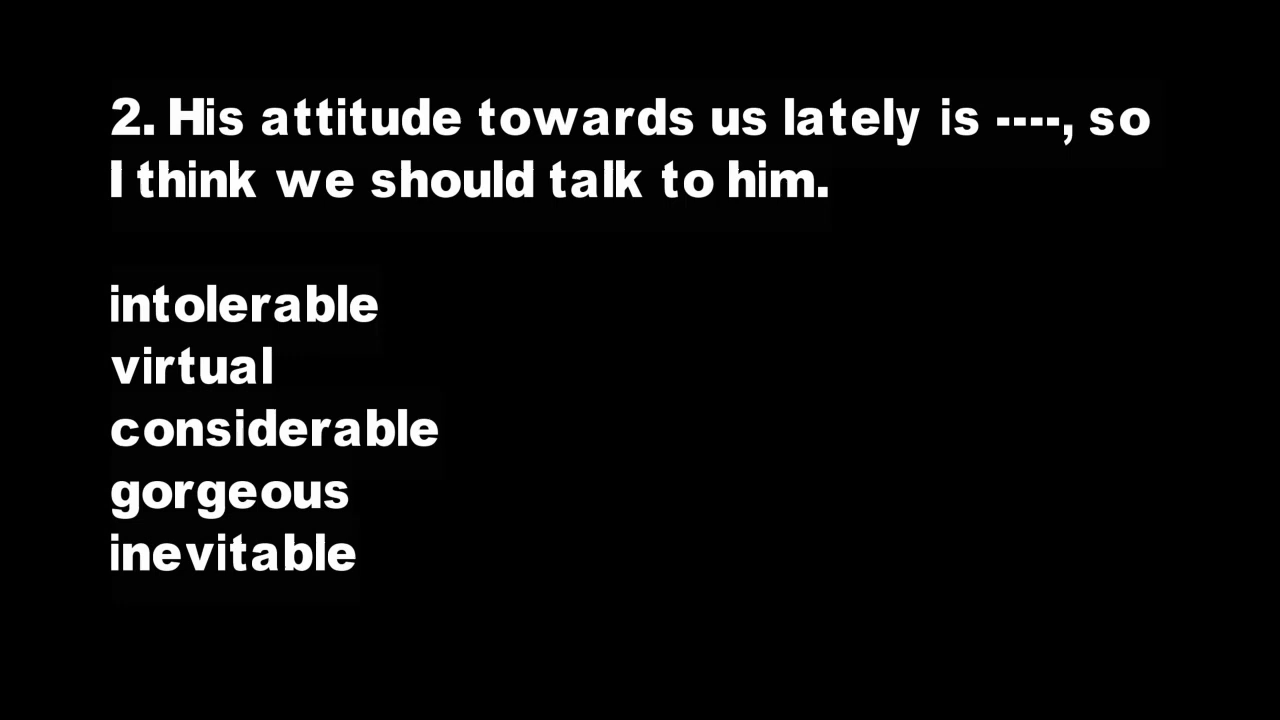 2. His attitude towards us lately is ----, so
I think we should talk to him.
intolerable
virtual
considerable
gorgeous
inevitable